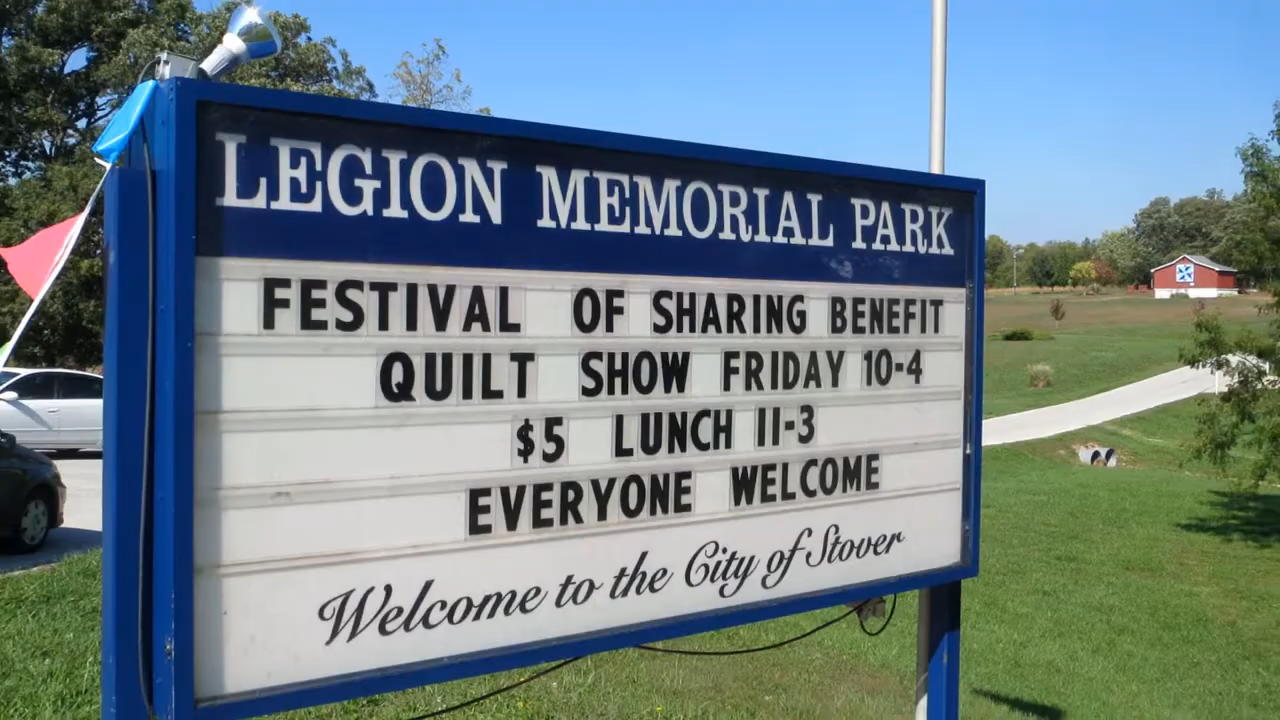 LEGION MEMORIAL PARK
FESTIVAL OF SHARING BENEFIT
QUILT SHOW FRIDAY 10-4
$5 LUNCH 11-3
EVERYONE WELCOME
Welcome to the City of Stover